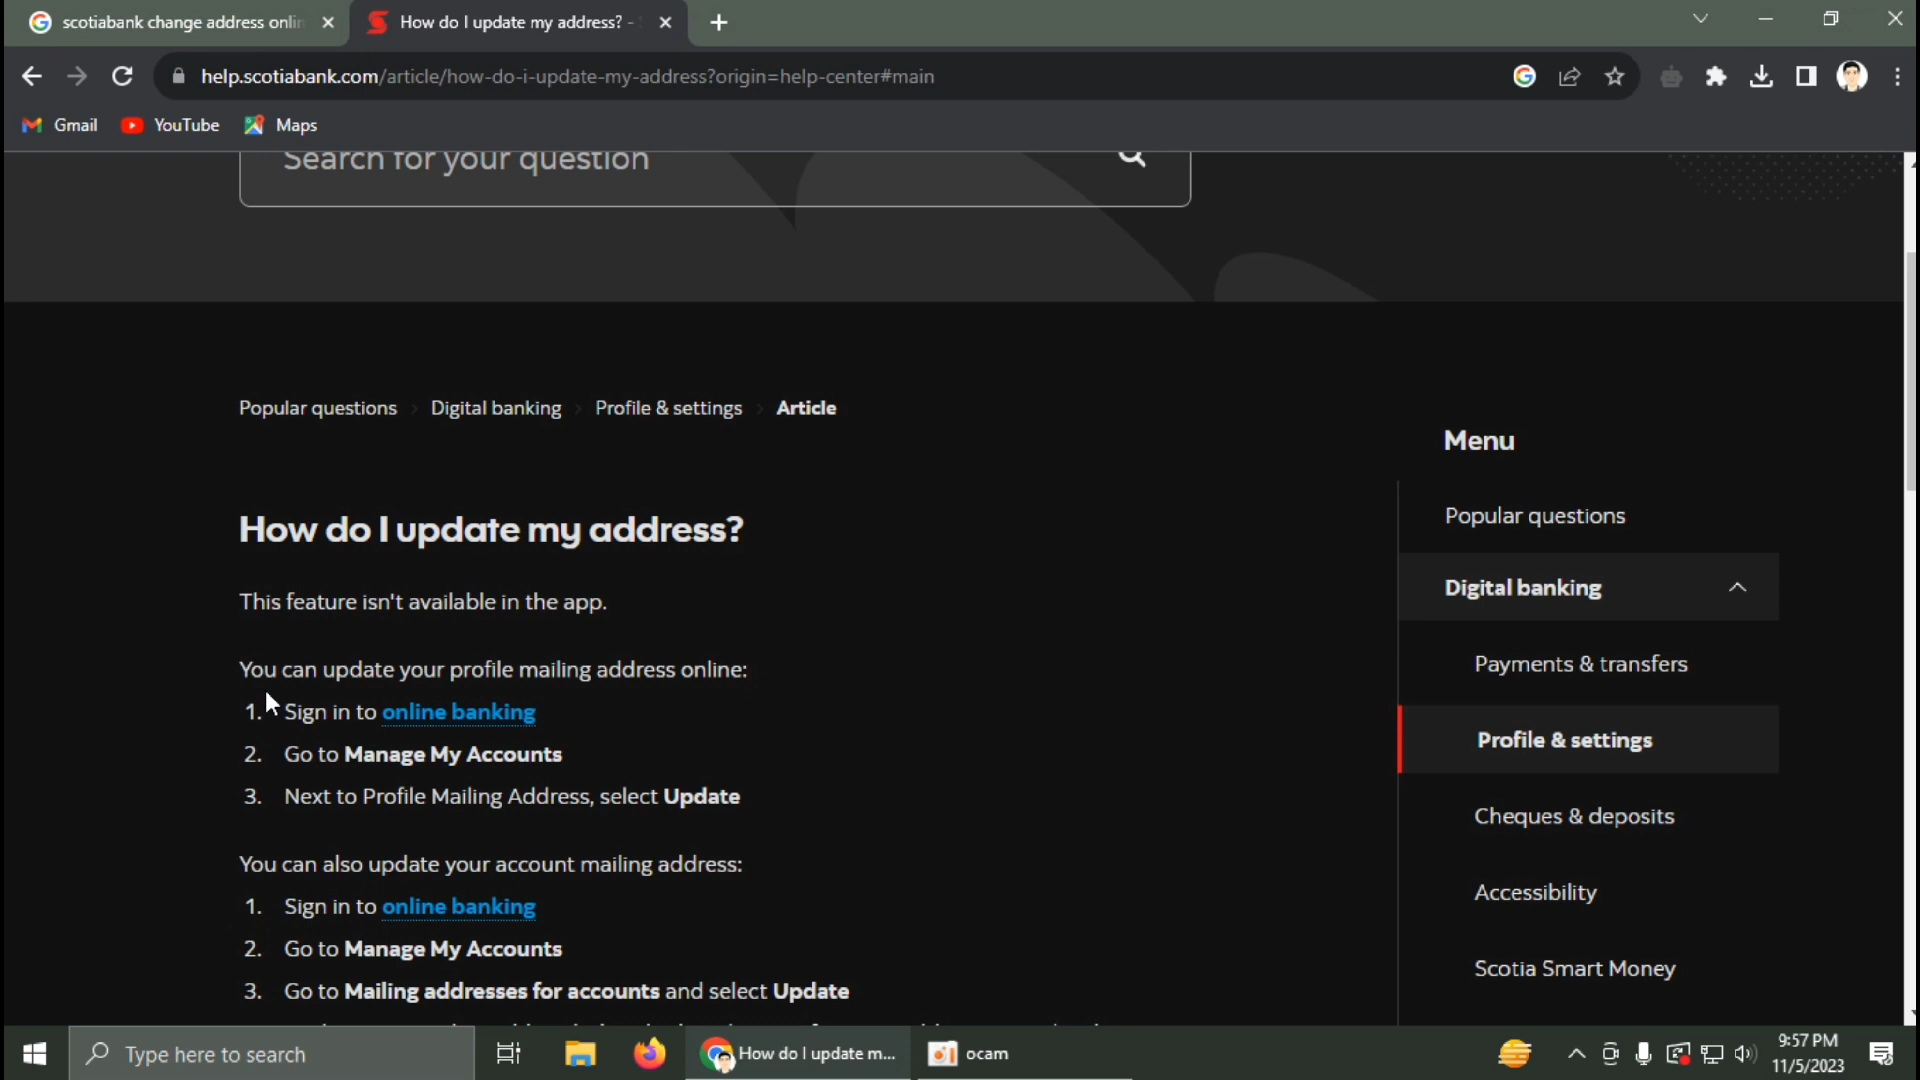 scotiabank change address onlin
How do I update my address? -
help.scotiabank.com/article/how-do-i-update-my-address?origin=help-center#main
Gmail
YouTube
Maps
Search for your question
Popular questions
Digital banking
Profile & settings
Article
Menu
Popular questions
Digital banking
Payments & transfers
Profile & settings
Cheques & deposits
Accessibility
Scotia Smart Money
How do I update my address?
This feature isn't available in the app.
You can update your profile mailing address online:
1. Sign in to online banking
2. Go to Manage My Accounts
3. Next to Profile Mailing Address, select Update
You can also update your account mailing address:
1. Sign in to online banking
2. Go to Manage My Accounts
3. Go to Mailing addresses for accounts and select Update
Type here to search
How do I update m...
ocam
9:57 PM
11/5/2023